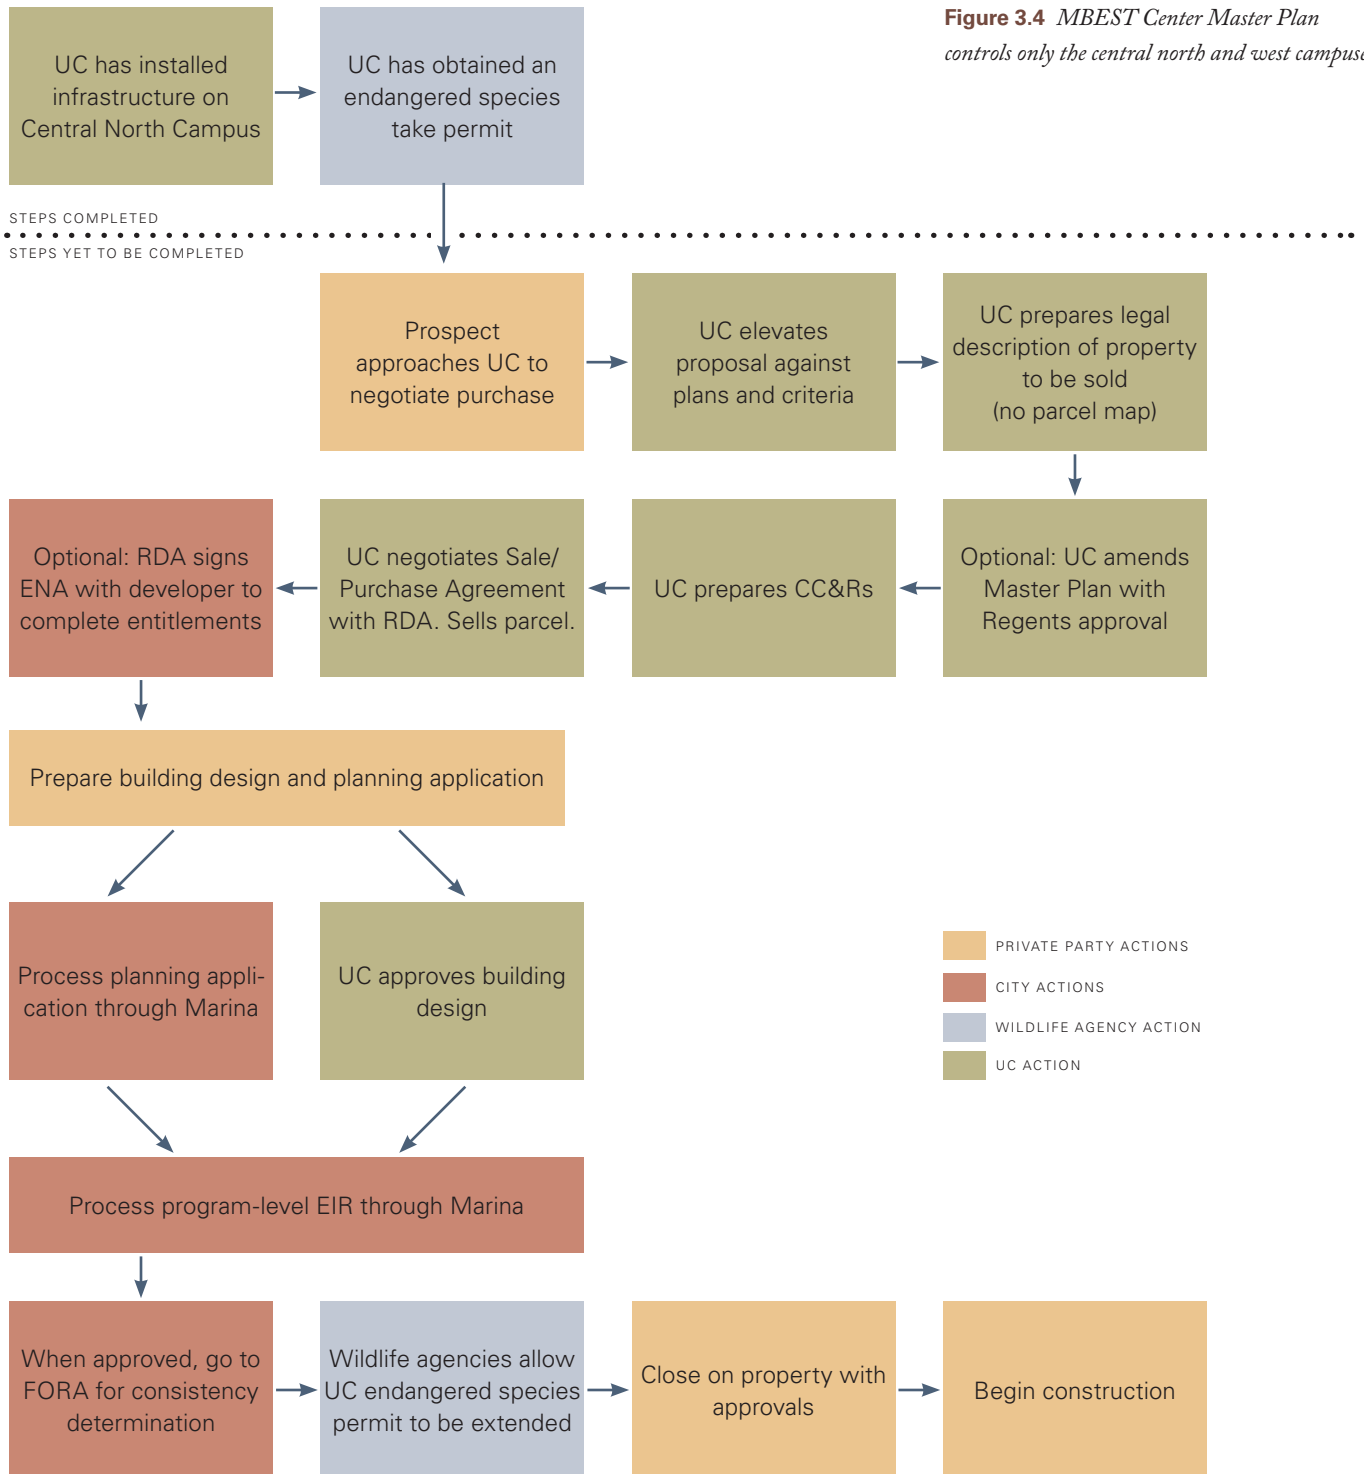 Figure 3.4 MBEST Center Master Plan
controls only the central north and west campuse
UC has installed
infrastructure on
Central North Campus
UC has obtained an
endangered species
take permit
STEPS COMPLETED
STEPS YET TO BE COMPLETED
Prospect
approaches UC to
negotiate purchase
UC elevates
proposal against
plans and criteria
UC prepares legal
description of property
to be sold
(no parcel map)
Optional: RDA signs
ENA with developer to
complete entitlements
UC negotiates Sale/
Purchase Agreement
with RDA. Sells parcel.
UC prepares CC&Rs
Optional: UC amends
Master Plan with
Regents approval
Prepare building design and planning application
Process planning appli-
cation through Marina
UC approves building
design
PRIVATE PARTY ACTIONS
CITY ACTIONS
WILDLIFE AGENCY ACTION
UC ACTION
Process program-level EIR through Marina
When approved, go to
FORA for consistency
determination
Wildlife agencies allow
UC endangered species
permit to be extended
Close on property with
approvals
Begin construction